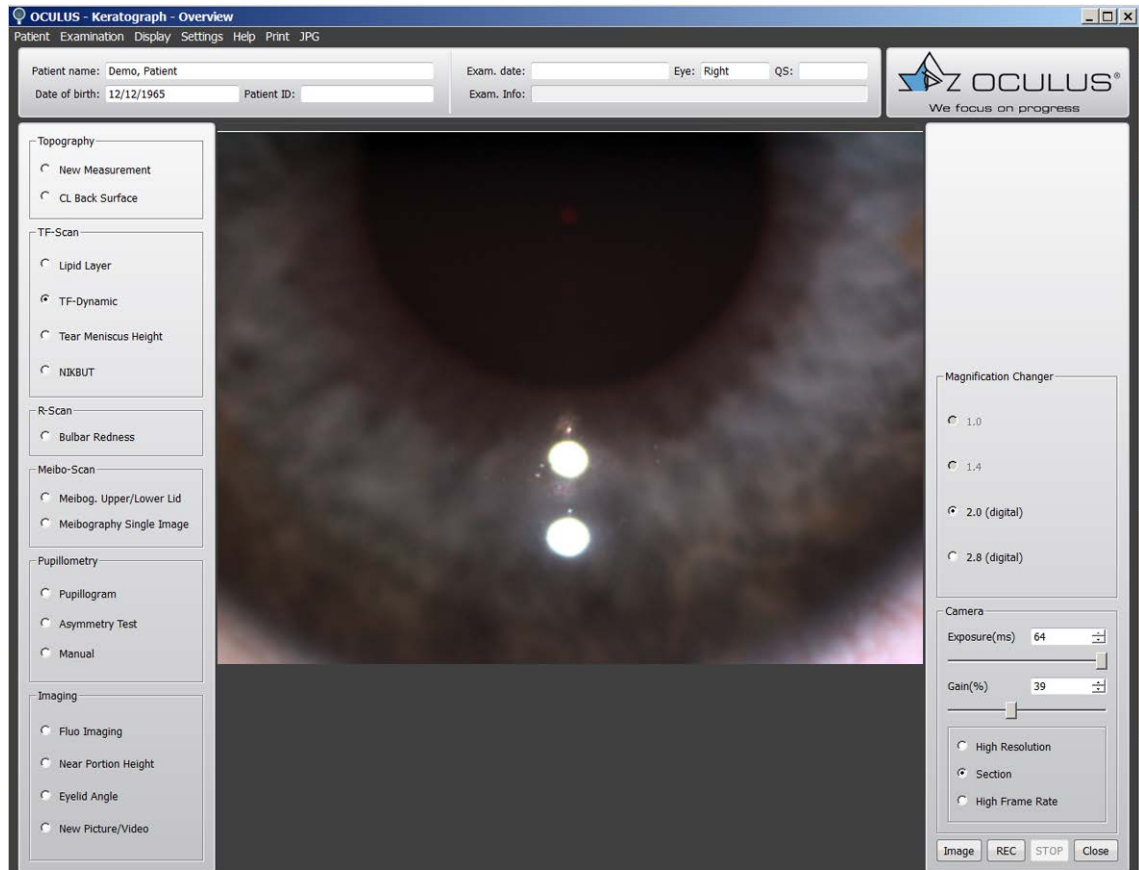 OCULUS - Keratograph - Overview
Patient Examination Display Settings Help Print JPG
Patient name: Demo, Patient
Exam. date:
Eye: Right
QS:
Date of birth: 12/12/1965
Patient ID:
Exam. Info:
OCULUS®
We focus on progress
Topography
New Measurement
CL Back Surface
TF-Scan
Lipid Layer
TF-Dynamic
Tear Meniscus Height
NIKBUT
R-Scan
Bulbar Redness
Meibo-Scan
Meibog. Upper/Lower Lid
Meibography Single Image
Pupillometry
Pupillogram
Asymmetry Test
Manual
Imaging
Fluo Imaging
Near Portion Height
Eyelid Angle
New Picture/Video
Magnification Changer
1.0
1.4
2.0 (digital)
2.8 (digital)
Camera
Exposure(ms) 64
Gain(%) 39
High Resolution
Section
High Frame Rate
Image REC STOP Close